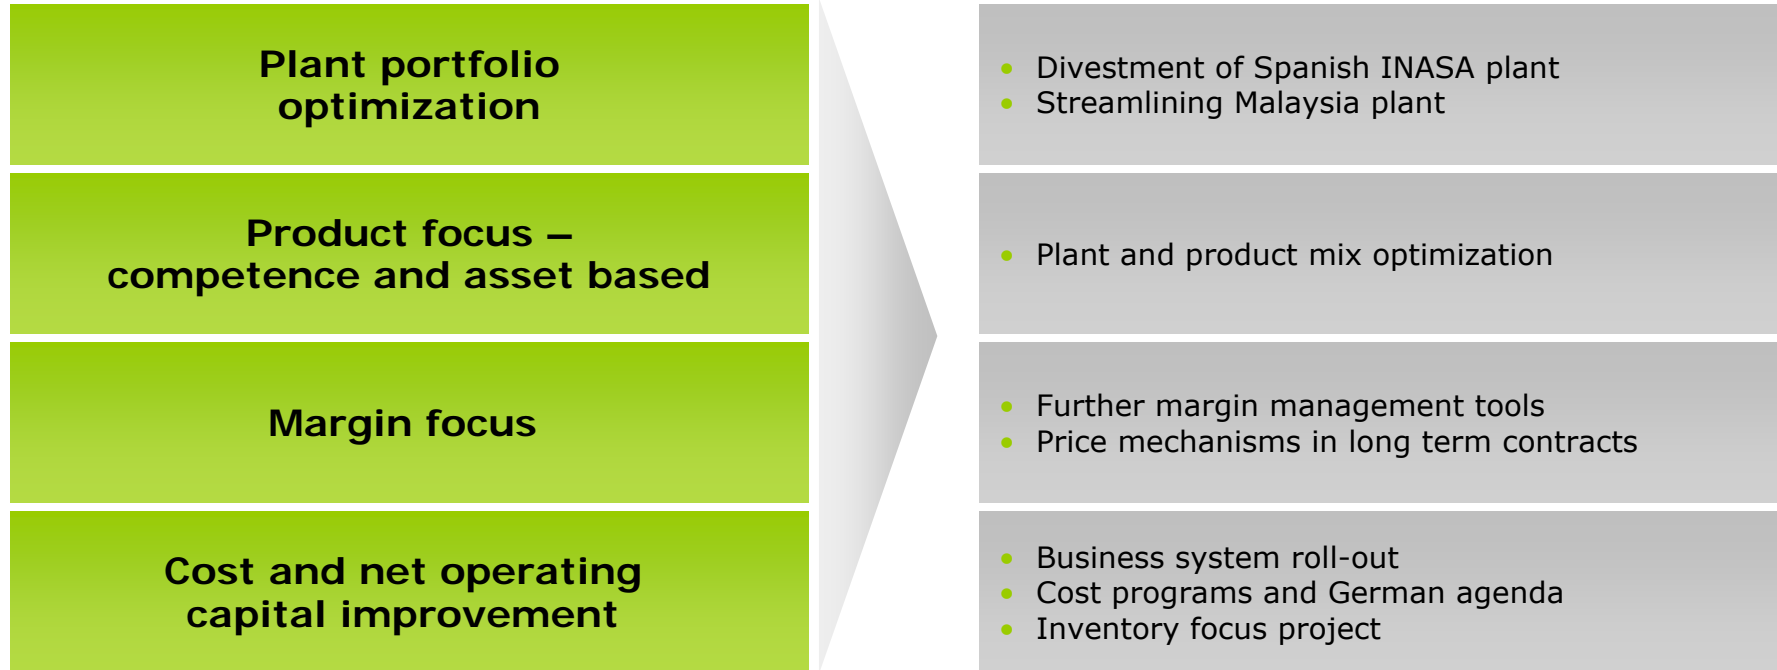 Plant portfolio
optimization
• Divestment of Spanish INASA plant
• Streamlining Malaysia plant
Product focus –
competence and asset based
• Plant and product mix optimization
Margin focus
• Further margin management tools
• Price mechanisms in long term contracts
Cost and net operating
capital improvement
• Business system roll-out
• Cost programs and German agenda
• Inventory focus project